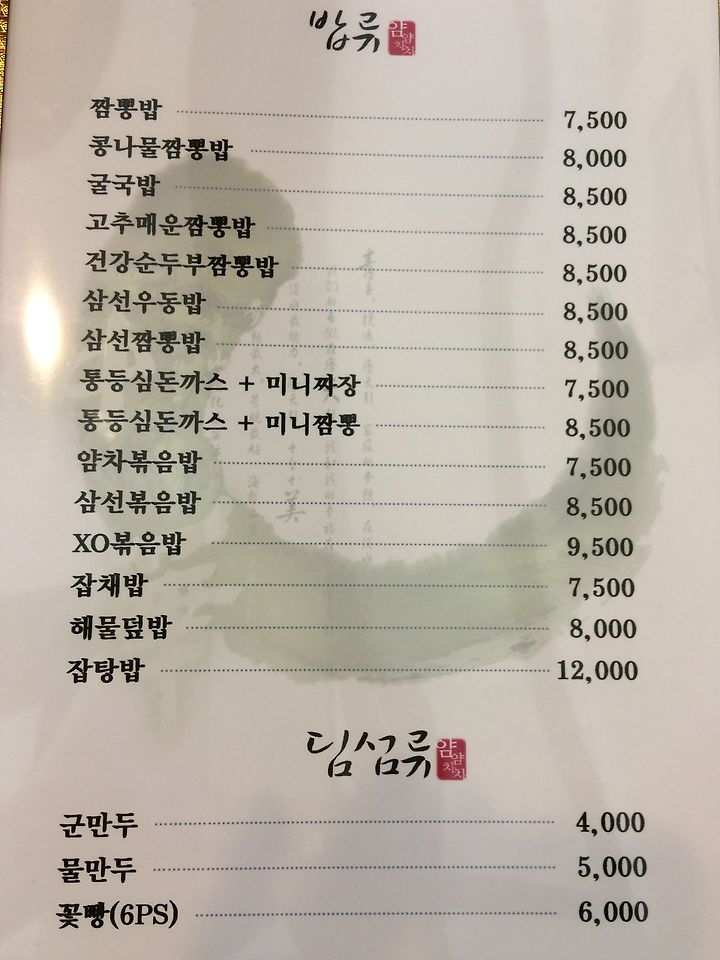 밥류 얌얌차차
짬뽕밥 7,500
콩나물짬뽕밥 8,000
굴국밥 8,500
고추매운짬뽕밥 8,500
건강순두부짬뽕밥 8,500
삼선우동밥 8,500
삼선짬뽕밥 8,500
통등심돈까스 + 미니짜장 7,500
통등심돈까스 + 미니짬뽕 8,500
얌차볶음밥 7,500
삼선볶음밥 8,500
XO볶음밥 9,500
잡채밥 7,500
해물덮밥 8,000
잡탕밥 12,000
딤섬류 얌얌차차
군만두 4,000
물만두 5,000
꽃빵(6PS) 6,000